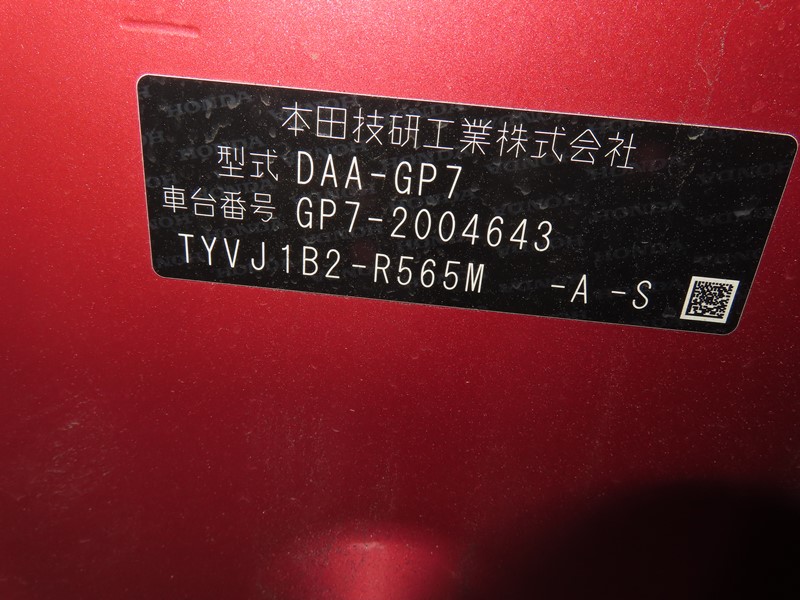 本田技研工業株式会社
型式 DAA-GP7
車台番号 GP7-2004643
TYVJ1B2-R565M -A -S